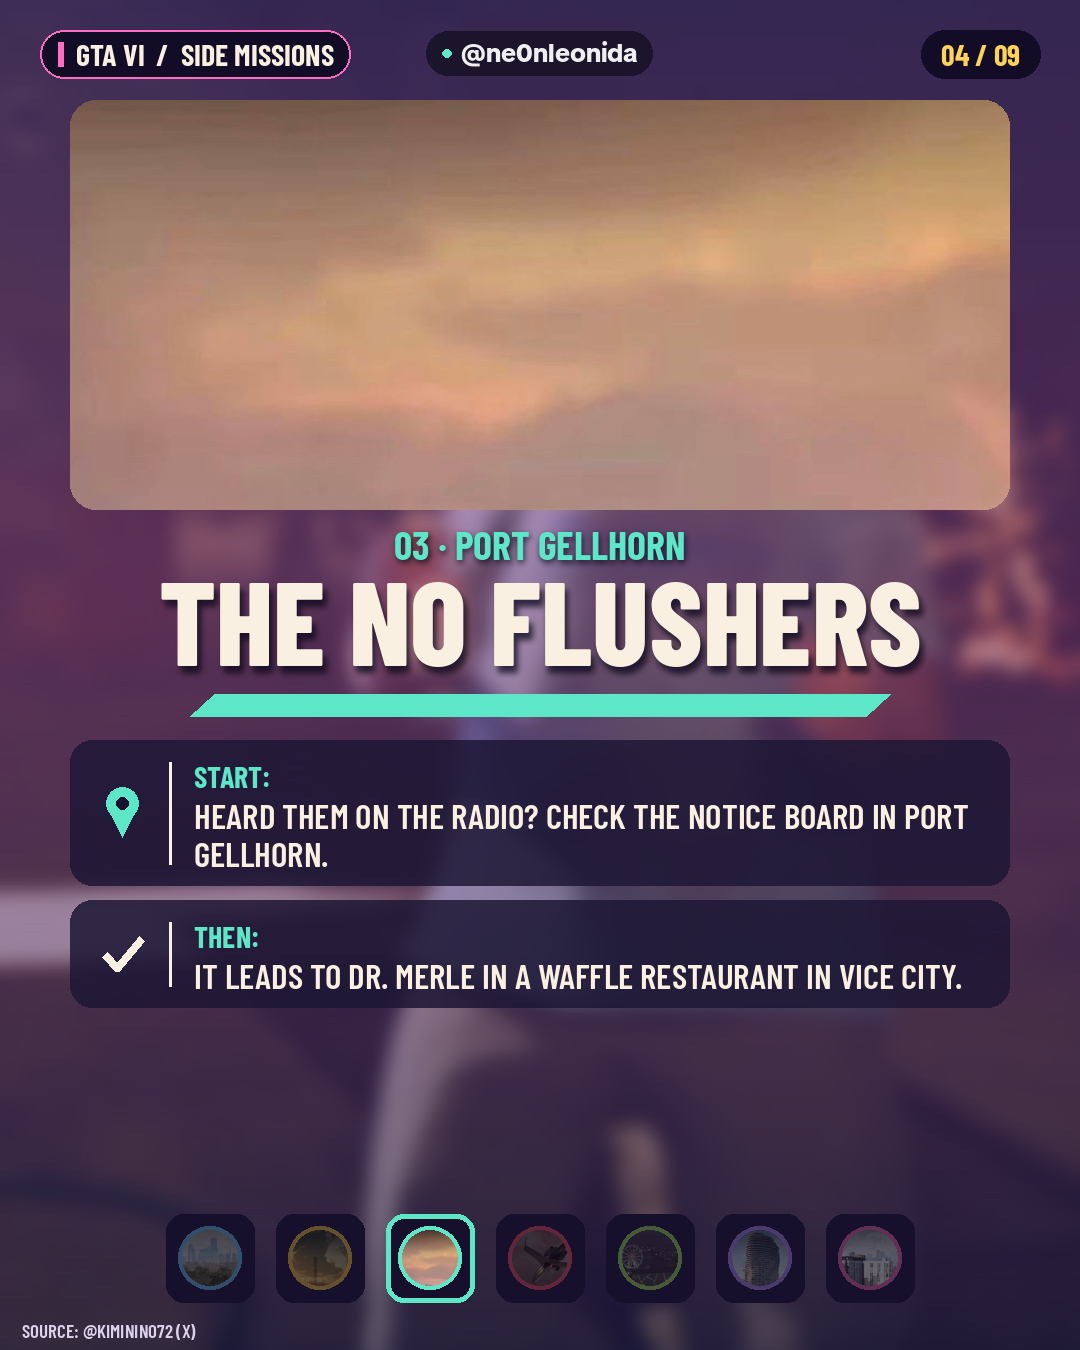 GTA VI / SIDE MISSIONS
@ne0nleonida
04 / 09
03 · PORT GELLHORN
THE NO FLUSHERS
START:
HEARD THEM ON THE RADIO? CHECK THE NOTICE BOARD IN PORT
GELLHORN.
THEN:
IT LEADS TO DR. MERLE IN A WAFFLE RESTAURANT IN VICE CITY.
SOURCE: @KIMININO72 (X)